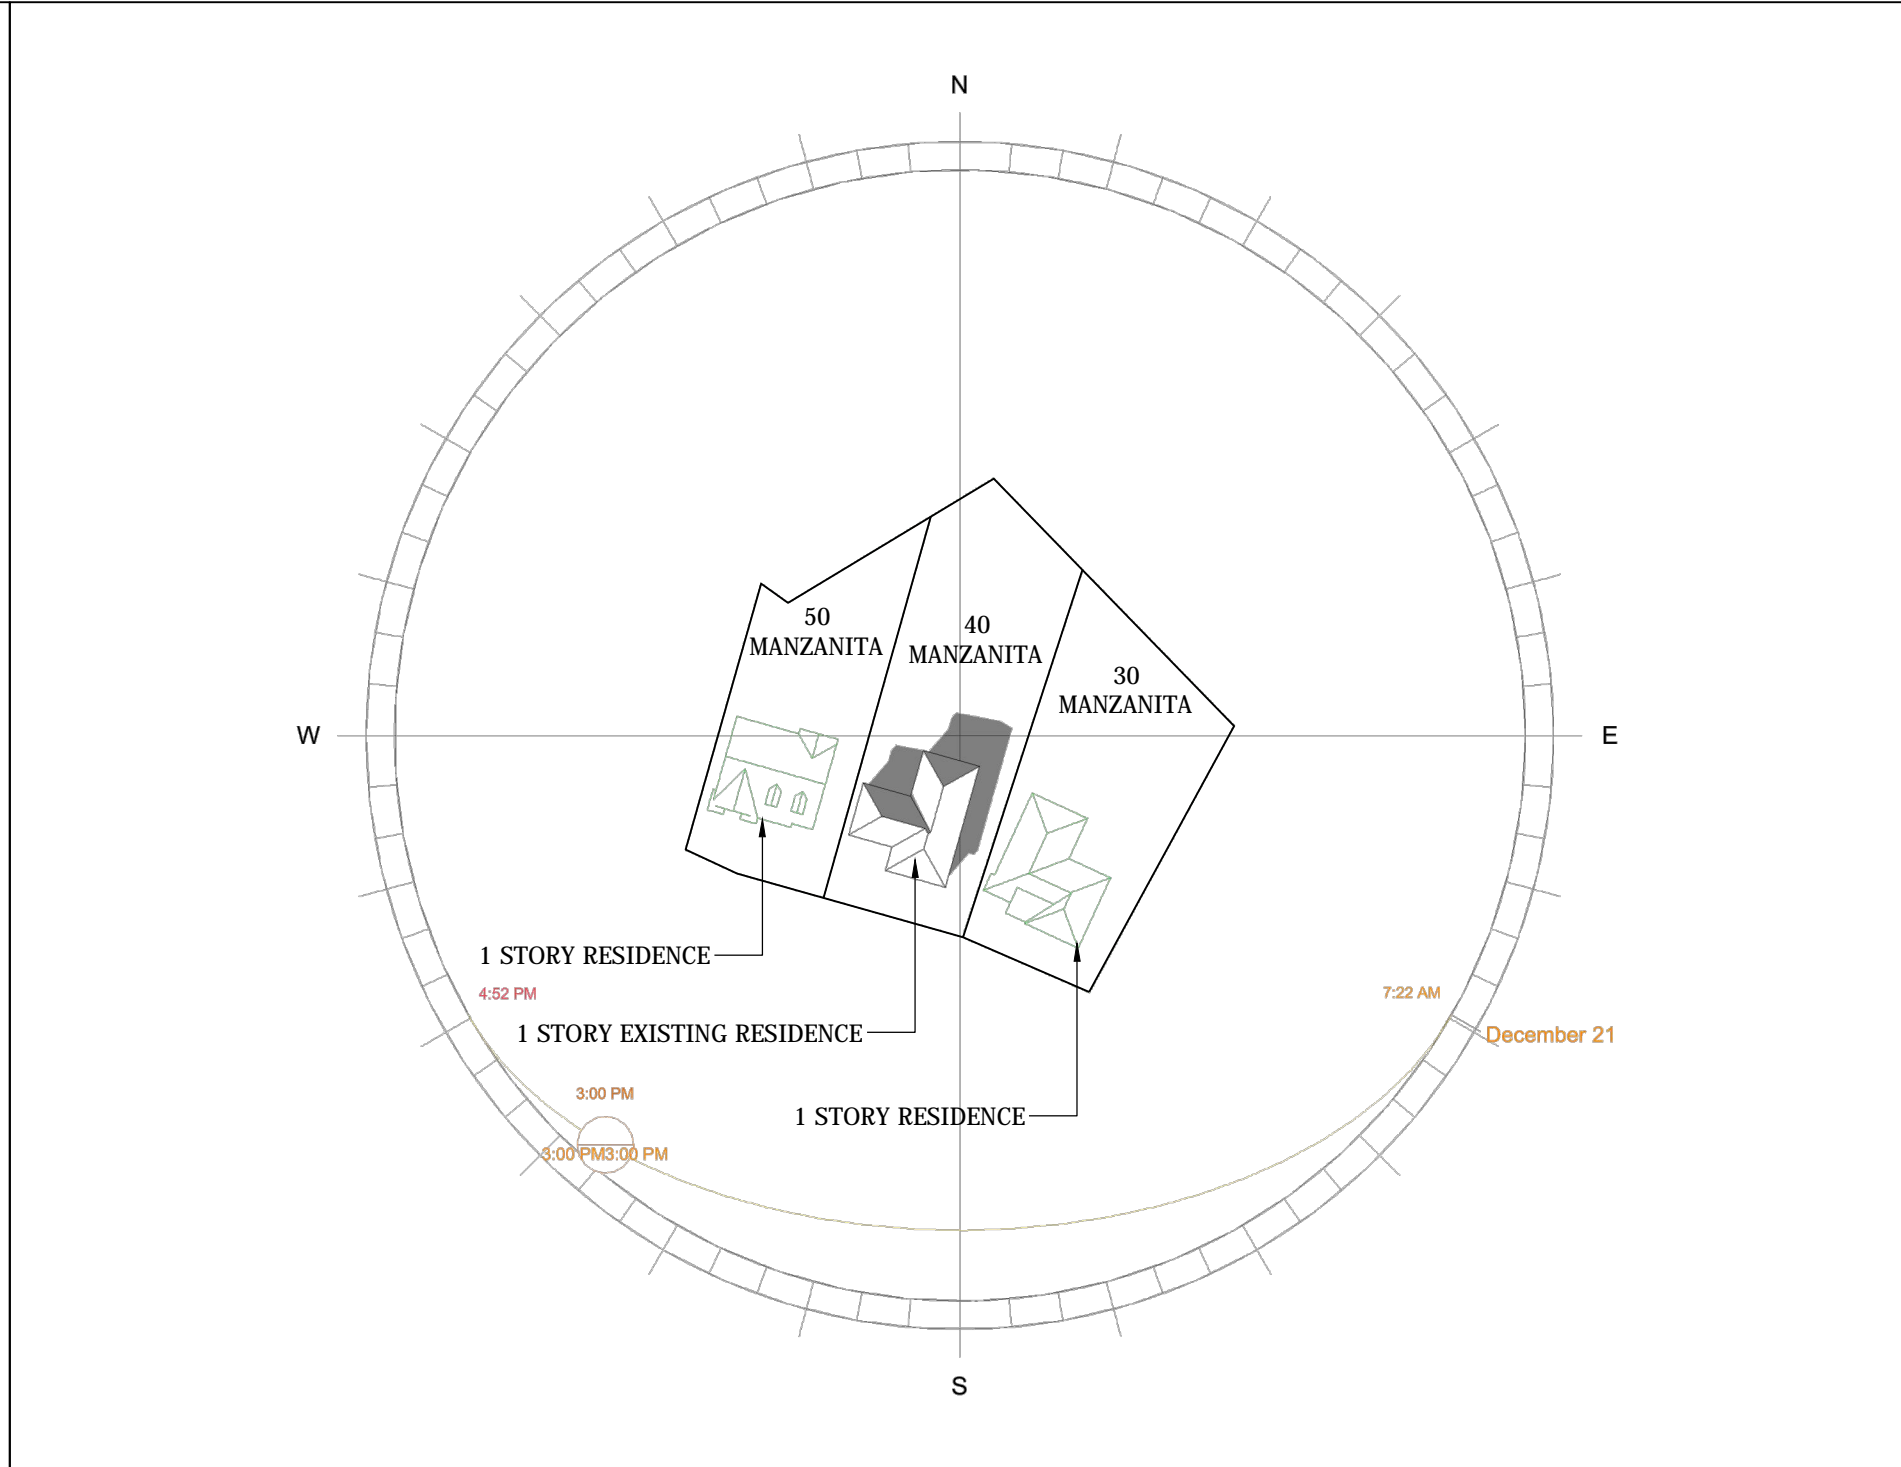 N
50
MANZANITA
40
MANZANITA
30
MANZANITA
W
E
1 STORY RESIDENCE
4:52 PM
7:22 AM
1 STORY EXISTING RESIDENCE
December 21
3:00 PM
1 STORY RESIDENCE
3:00 PM3:00 PM
S